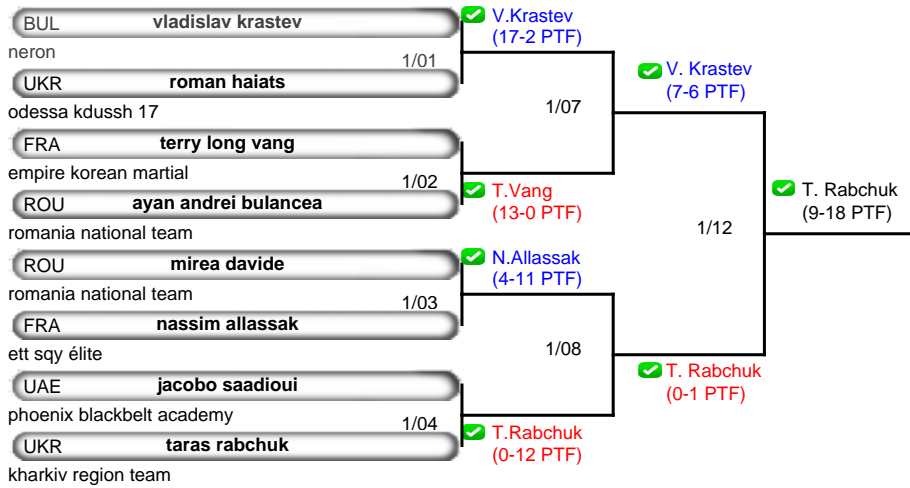 BUL vladislav krastev
neron
1/01
UKR roman haiats
odessa kdussh 17
FRA terry long vang
empire korean martial
1/02
ROU ayan andrei bulancea
romania national team
ROU mirea davide
romania national team
1/03
FRA nassim allassak
ett sqy élite
UAE jacobo saadioui
phoenix blackbelt academy
1/04
UKR taras rabchuk
kharkiv region team
V.Krastev
(17-2 PTF)
1/07
T.Vang
(13-0 PTF)
N.Allassak
(4-11 PTF)
1/08
T.Rabchuk
(0-12 PTF)
V. Krastev
(7-6 PTF)
1/12
T. Rabchuk
(0-1 PTF)
T. Rabchuk
(9-18 PTF)